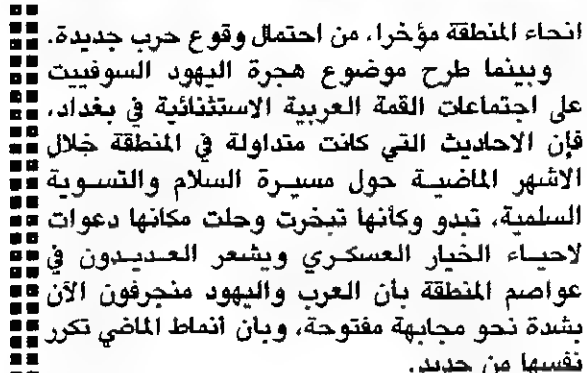 انحاء المنطقة مؤخرا، من احتمال وقوع حرب جديدة.
وبينما طرح موضوع هجرة اليهود السوفييت
على اجتماعات القمة العربية الاستثنائية في بغداد،
فإن الاحاديث التي كانت متداولة في المنطقة خلال
الاشهر الماضية حول مسيرة السلام والتسوية
السلمية، تبدو وكأنها تبخرت وحلت مكانها دعوات
لاحياء الخيار العسكري ويشعر العديدون في
عواصم المنطقة بأن العرب واليهود منجرفون الآن
بشدة نحو مجابهة مفتوحة، وبان أنماط الماضي تكرر
نفسها من جديد.